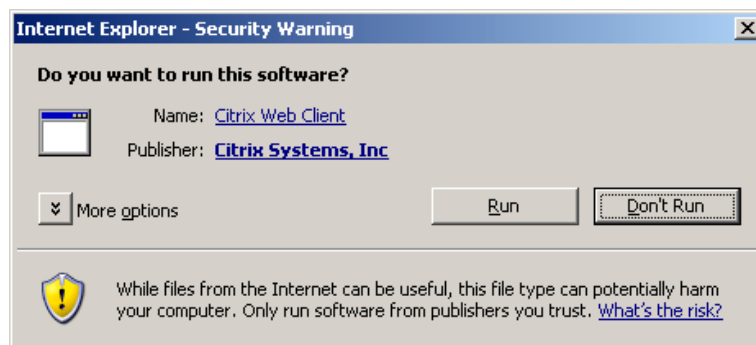 Internet Explorer - Security Warning
Do you want to run this software?
Name: Citrix Web Client
Publisher: Citrix Systems, Inc
More options
Run
Don't Run
While files from the Internet can be useful, this file type can potentially harm
your computer. Only run software from publishers you trust. What's the risk?